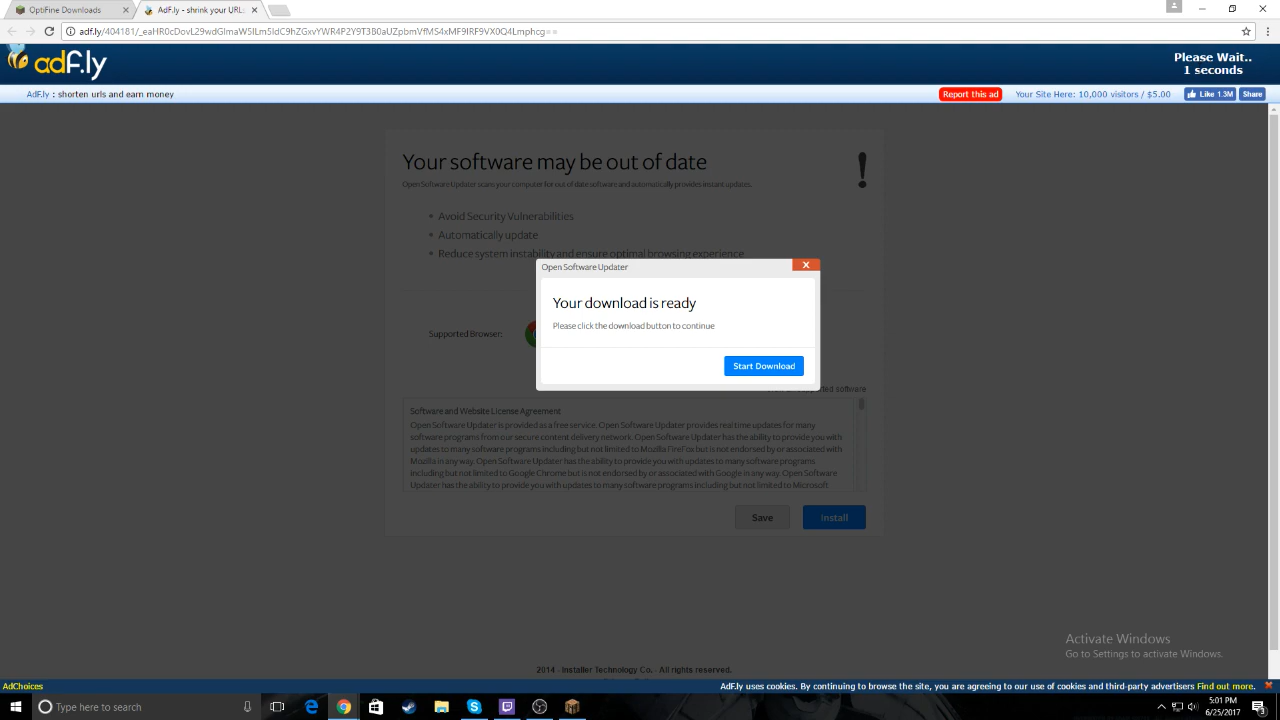 OptiFine Downloads
AdF.ly - shrink your URLs
Please Wait..
adf.ly
1 seconds
AdF.ly : shorten urls and earn money
Report this ad
Your Site Here: 10,000 visitors / $5.00
Like 1.3M
Share
Your software may be out of date
Open Software Updater scans your computer for out of date software and automatically provides instant updates.
• Avoid Security Vulnerabilities
• Automatically update
• Reduce system instability and ensure optimal browsing experience
Open Software Updater
Your download is ready
Please click the download button to continue
Supported Browser:
Start Download
software
Software and Website License Agreement
Open Software Updater is provided as a free service. Open Software Updater provides real time updates for many
software programs from our secure content delivery network. Open Software Updater has the ability to provide you with
updates to many software programs including but not limited to Mozilla FireFox but is not endorsed by or associated with
Mozilla in any way. Open Software Updater has the ability to provide you with updates to many software programs
including but not limited to Google Chrome but is not endorsed by or associated with Google in any way. Open Software
Updater has the ability to provide you with updates to many software programs including but not limited to Microsoft
Save
Install
Activate Windows
Go to Settings to activate Windows.
2014 - Installer Technology Co. - All rights reserved.
AdChoices
AdF.ly uses cookies. By continuing to browse the site, you are agreeing to our use of cookies and third-party advertisers Find out more.
Type here to search
5:01 PM
6/25/2017